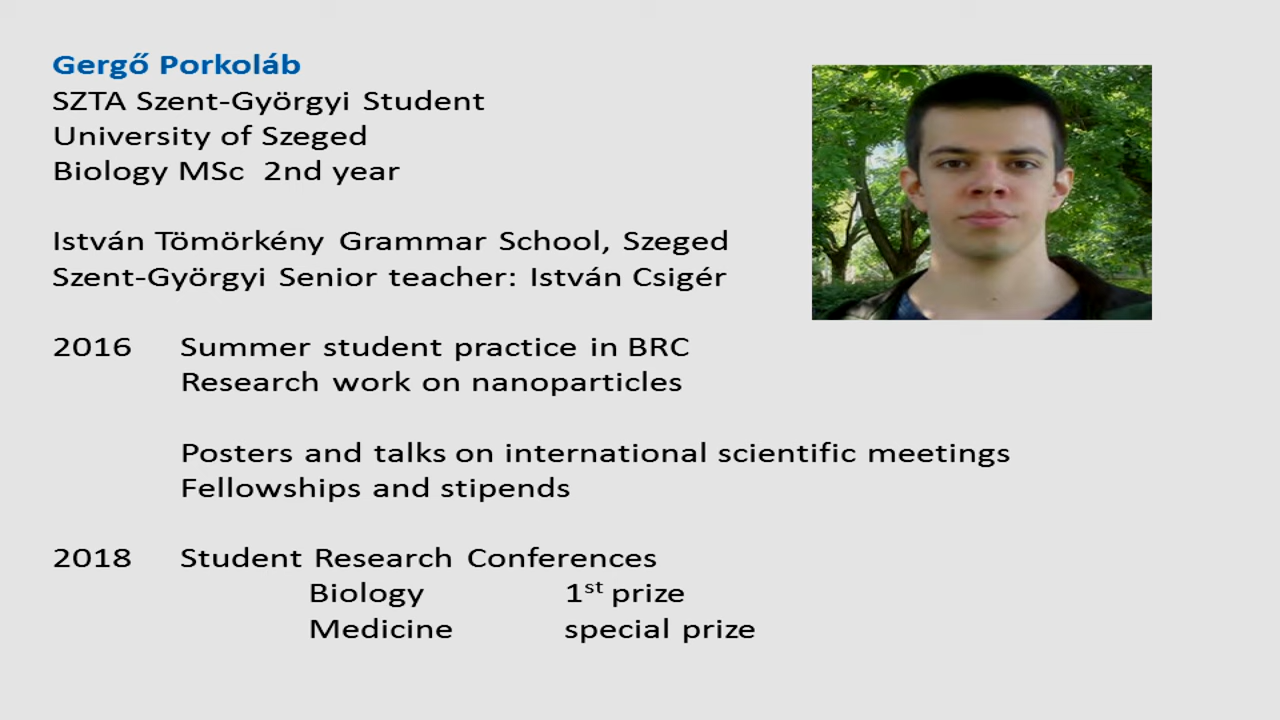 Gergő Porkoláb
SZTA Szent-Györgyi Student
University of Szeged
Biology MSc 2nd year
István Tömörkény Grammar School, Szeged
Szent-Györgyi Senior teacher: István Csigér
2016 Summer student practice in BRC
Research work on nanoparticles
Posters and talks on international scientific meetings
Fellowships and stipends
2018 Student Research Conferences
Biology 1st prize
Medicine special prize